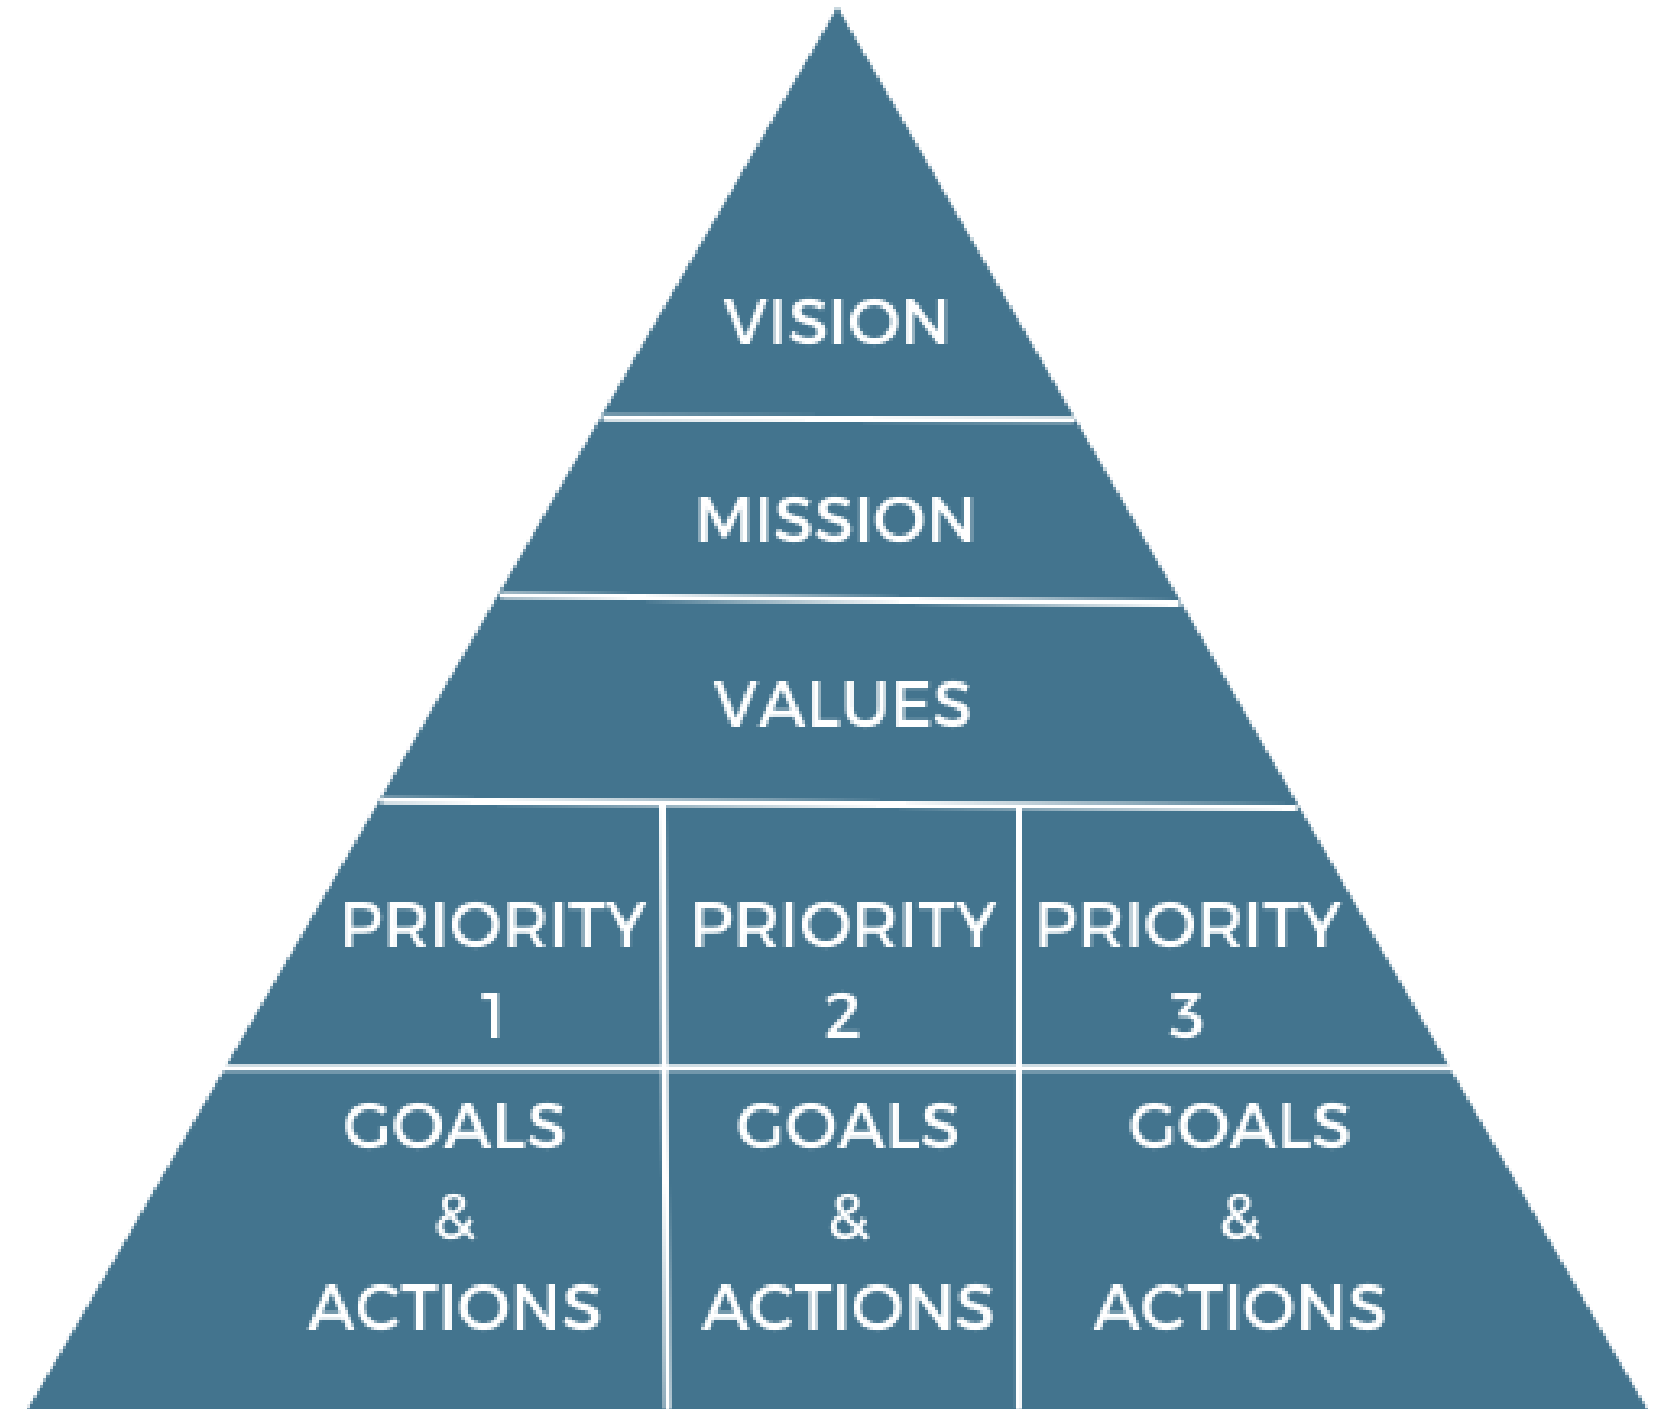 VISION
MISSION
VALUES
PRIORITY
1
PRIORITY
2
PRIORITY
3
GOALS
&
ACTIONS
GOALS
&
ACTIONS
GOALS
&
ACTIONS